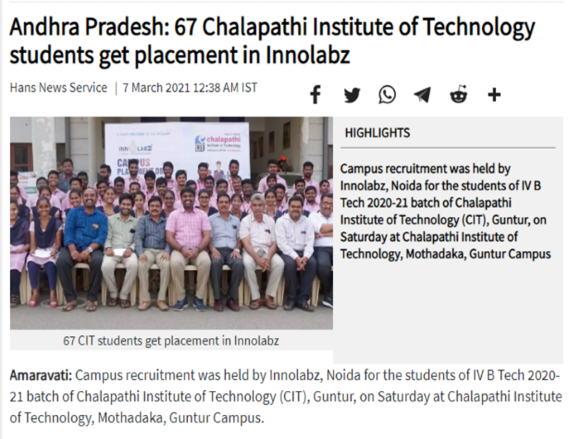 Andhra Pradesh: 67 Chalapathi Institute of Technology
students get placement in Innolabz
Hans News Service | 7 March 2021 12:38 AM IST
HIGHLIGHTS
Campus recruitment was held by
Innolabz, Noida for the students of IV B
Tech 2020-21 batch of Chalapathi
Institute of Technology (CIT), Guntur, on
Saturday at Chalapathi Institute of
Technology, Mothadaka, Guntur Campus
chalapathi
Institute of Technology
CAMPUS
67 CIT students get placement in Innolabz
Amaravati: Campus recruitment was held by Innolabz, Noida for the students of IV B Tech 2020-
21 batch of Chalapathi Institute of Technology (CIT), Guntur, on Saturday at Chalapathi Institute
of Technology, Mothadaka, Guntur Campus.